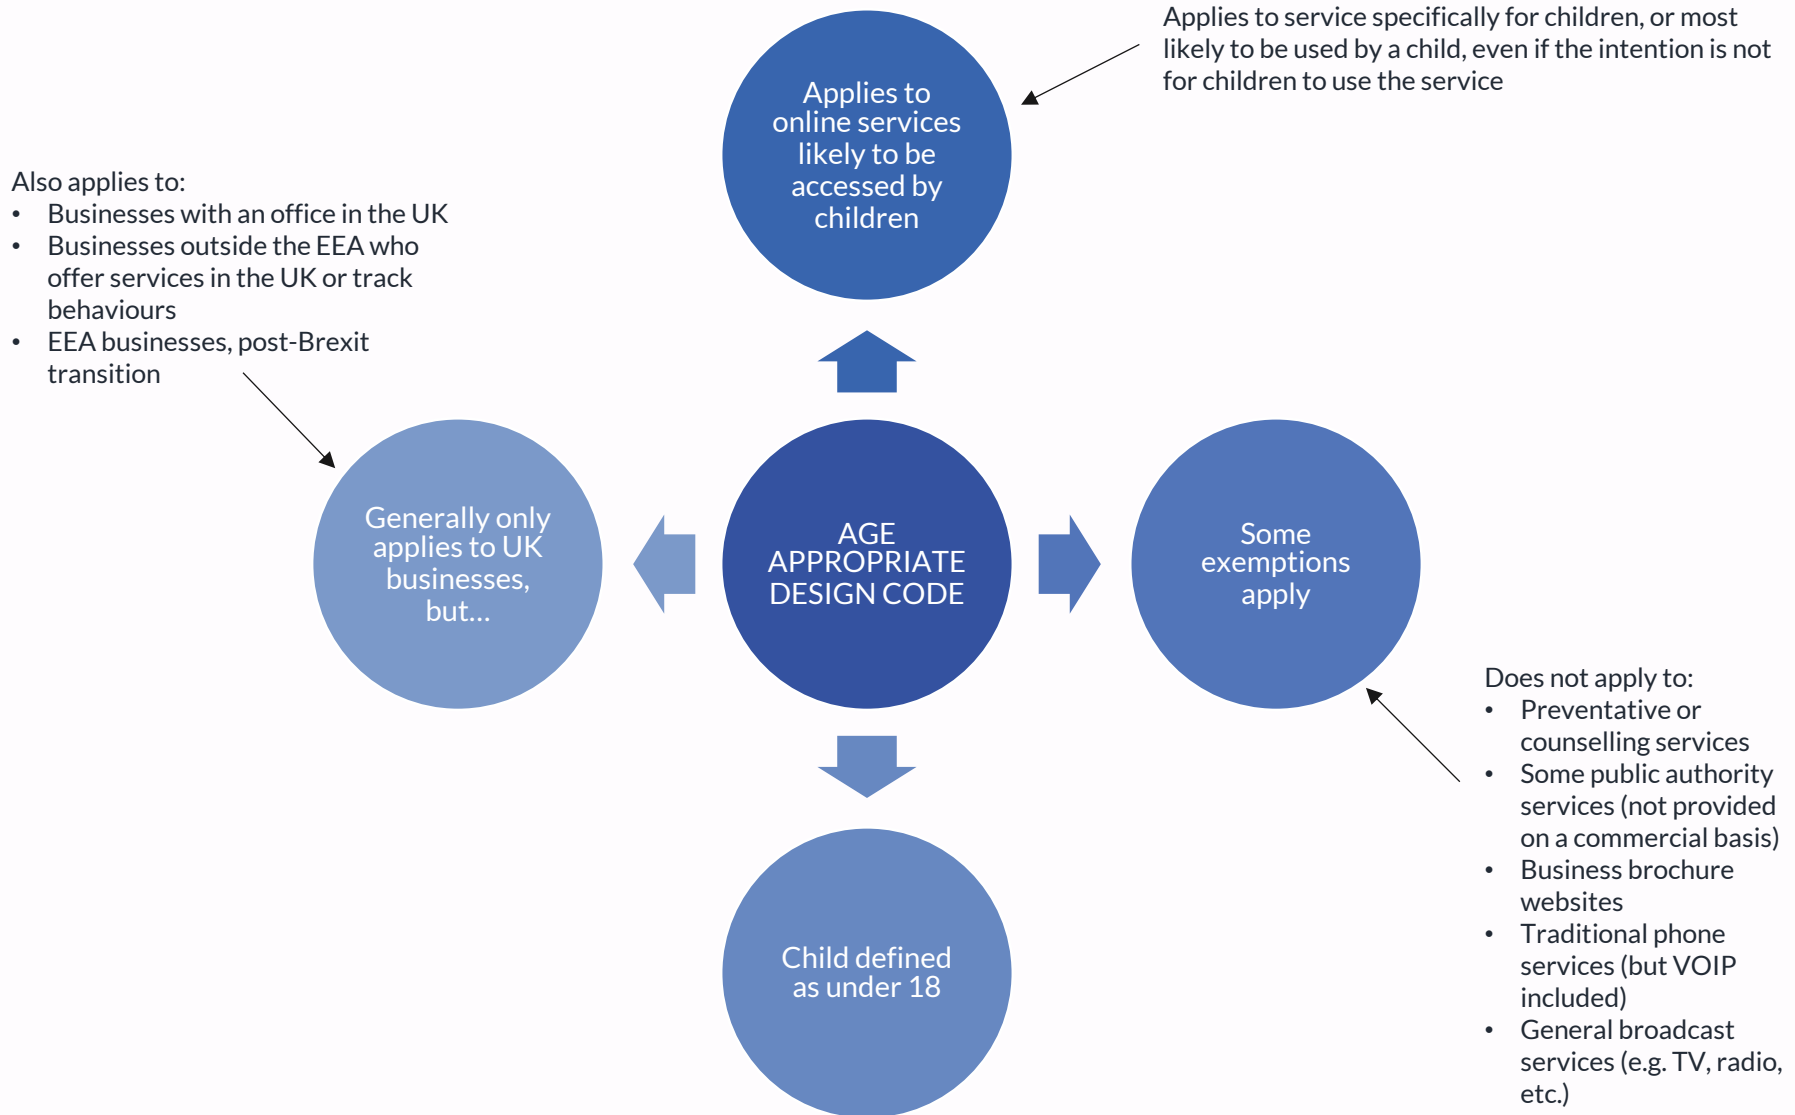 Applies to service specifically for children, or most
likely to be used by a child, even if the intention is not
for children to use the service
Applies to
online services
likely to be
accessed by
children
Also applies to:
• Businesses with an office in the UK
• Businesses outside the EEA who
offer services in the UK or track
behaviours
• EEA businesses, post-Brexit
transition
Generally only
applies to UK
businesses,
but...
AGE
APPROPRIATE
DESIGN CODE
Some
exemptions
apply
Does not apply to:
• Preventative or
counselling services
• Some public authority
services (not provided
on a commercial basis)
• Business brochure
websites
• Traditional phone
services (but VOIP
included)
• General broadcast
services (e.g. TV, radio,
etc.)
Child defined
as under 18